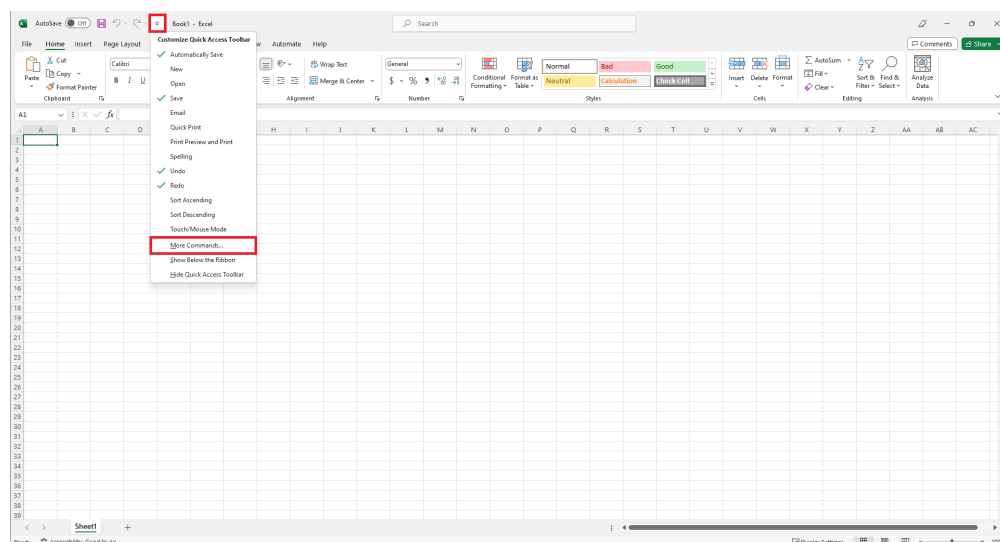 AutoSave Off Book1 - Excel Search
File Home Insert Page Layout w Automate Help Comments Share
Customize Quick Access Toolbar
Automatically Save
New
Open
Save
Email
Quick Print
Print Preview and Print
Spelling
Undo
Redo
Sort Ascending
Sort Descending
Touch/Mouse Mode
More Commands...
Show Below the Ribbon
Hide Quick Access Toolbar
Paste
Cut
Copy
Format Painter
Clipboard
Calibri
B I U
Wrap Text
Merge & Center
Alignment
General
$ % 9
Number
Conditional Formatting
Format as Table
Normal Bad Good
Neutral Calculation Check Cell
Styles
Insert Delete Format
Cells
AutoSum
Fill
Clear
Sort & Filter
Find & Select
Editing
Analyze Data
Analysis
A1 fx
A B C D H I J K L M N O P Q R S T U V W X Y Z AA AB AC
1
2
3
4
5
6
7
8
9
10
11
12
13
14
15
16
17
18
19
20
21
22
23
24
25
26
27
28
29
30
31
32
33
34
35
36
37
38
39
Sheet1
Accessibility: Good to go Display Settings